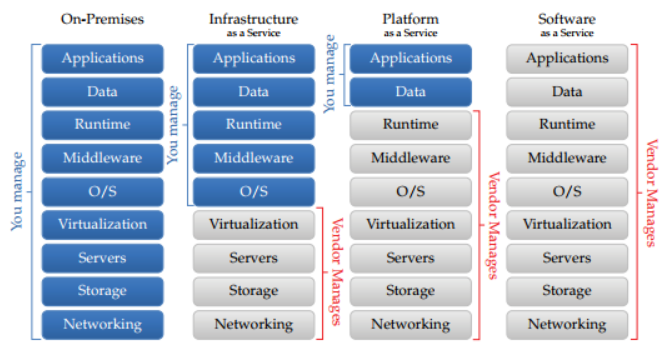 On-Premises
You manage
Applications
Data
Runtime
Middleware
O/S
Virtualization
Servers
Storage
Networking
Infrastructure
as a Service
You manage
Applications
Data
Runtime
Middleware
O/S
Virtualization
Servers
Storage
Networking
Vendor Manages
Platform
as a Service
You manage
Applications
Data
Runtime
Middleware
O/S
Virtualization
Servers
Storage
Networking
Vendor Manages
Software
as a Service
Applications
Data
Runtime
Middleware
O/S
Virtualization
Servers
Storage
Networking
Vendor Manages